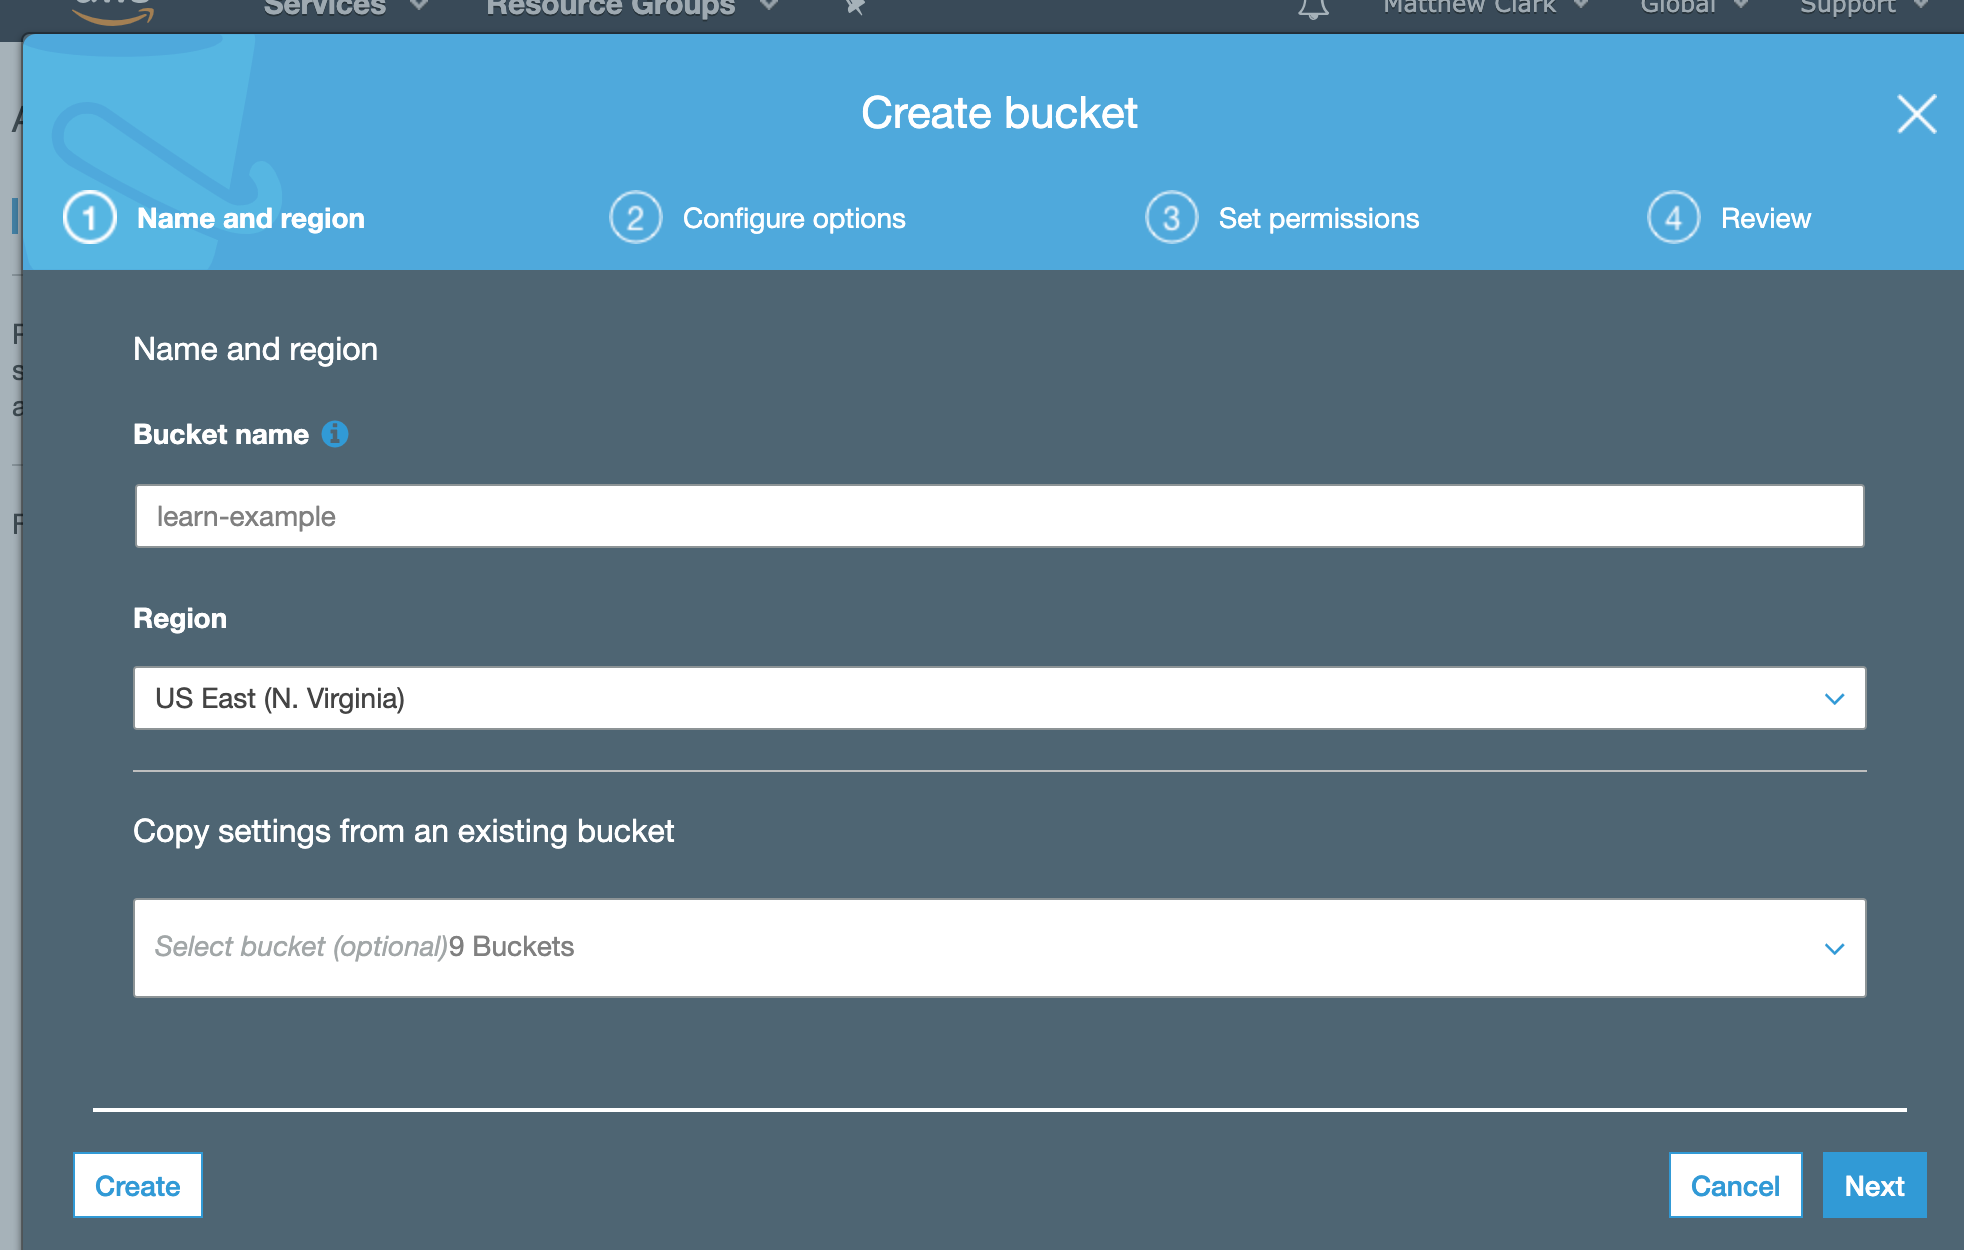 aws Services Resource Groups Matthew Clark Global Support
Create bucket
1 Name and region 2 Configure options 3 Set permissions 4 Review
Name and region
Bucket name
learn-example
Region
US East (N. Virginia)
Copy settings from an existing bucket
Select bucket (optional)9 Buckets
Create Cancel Next